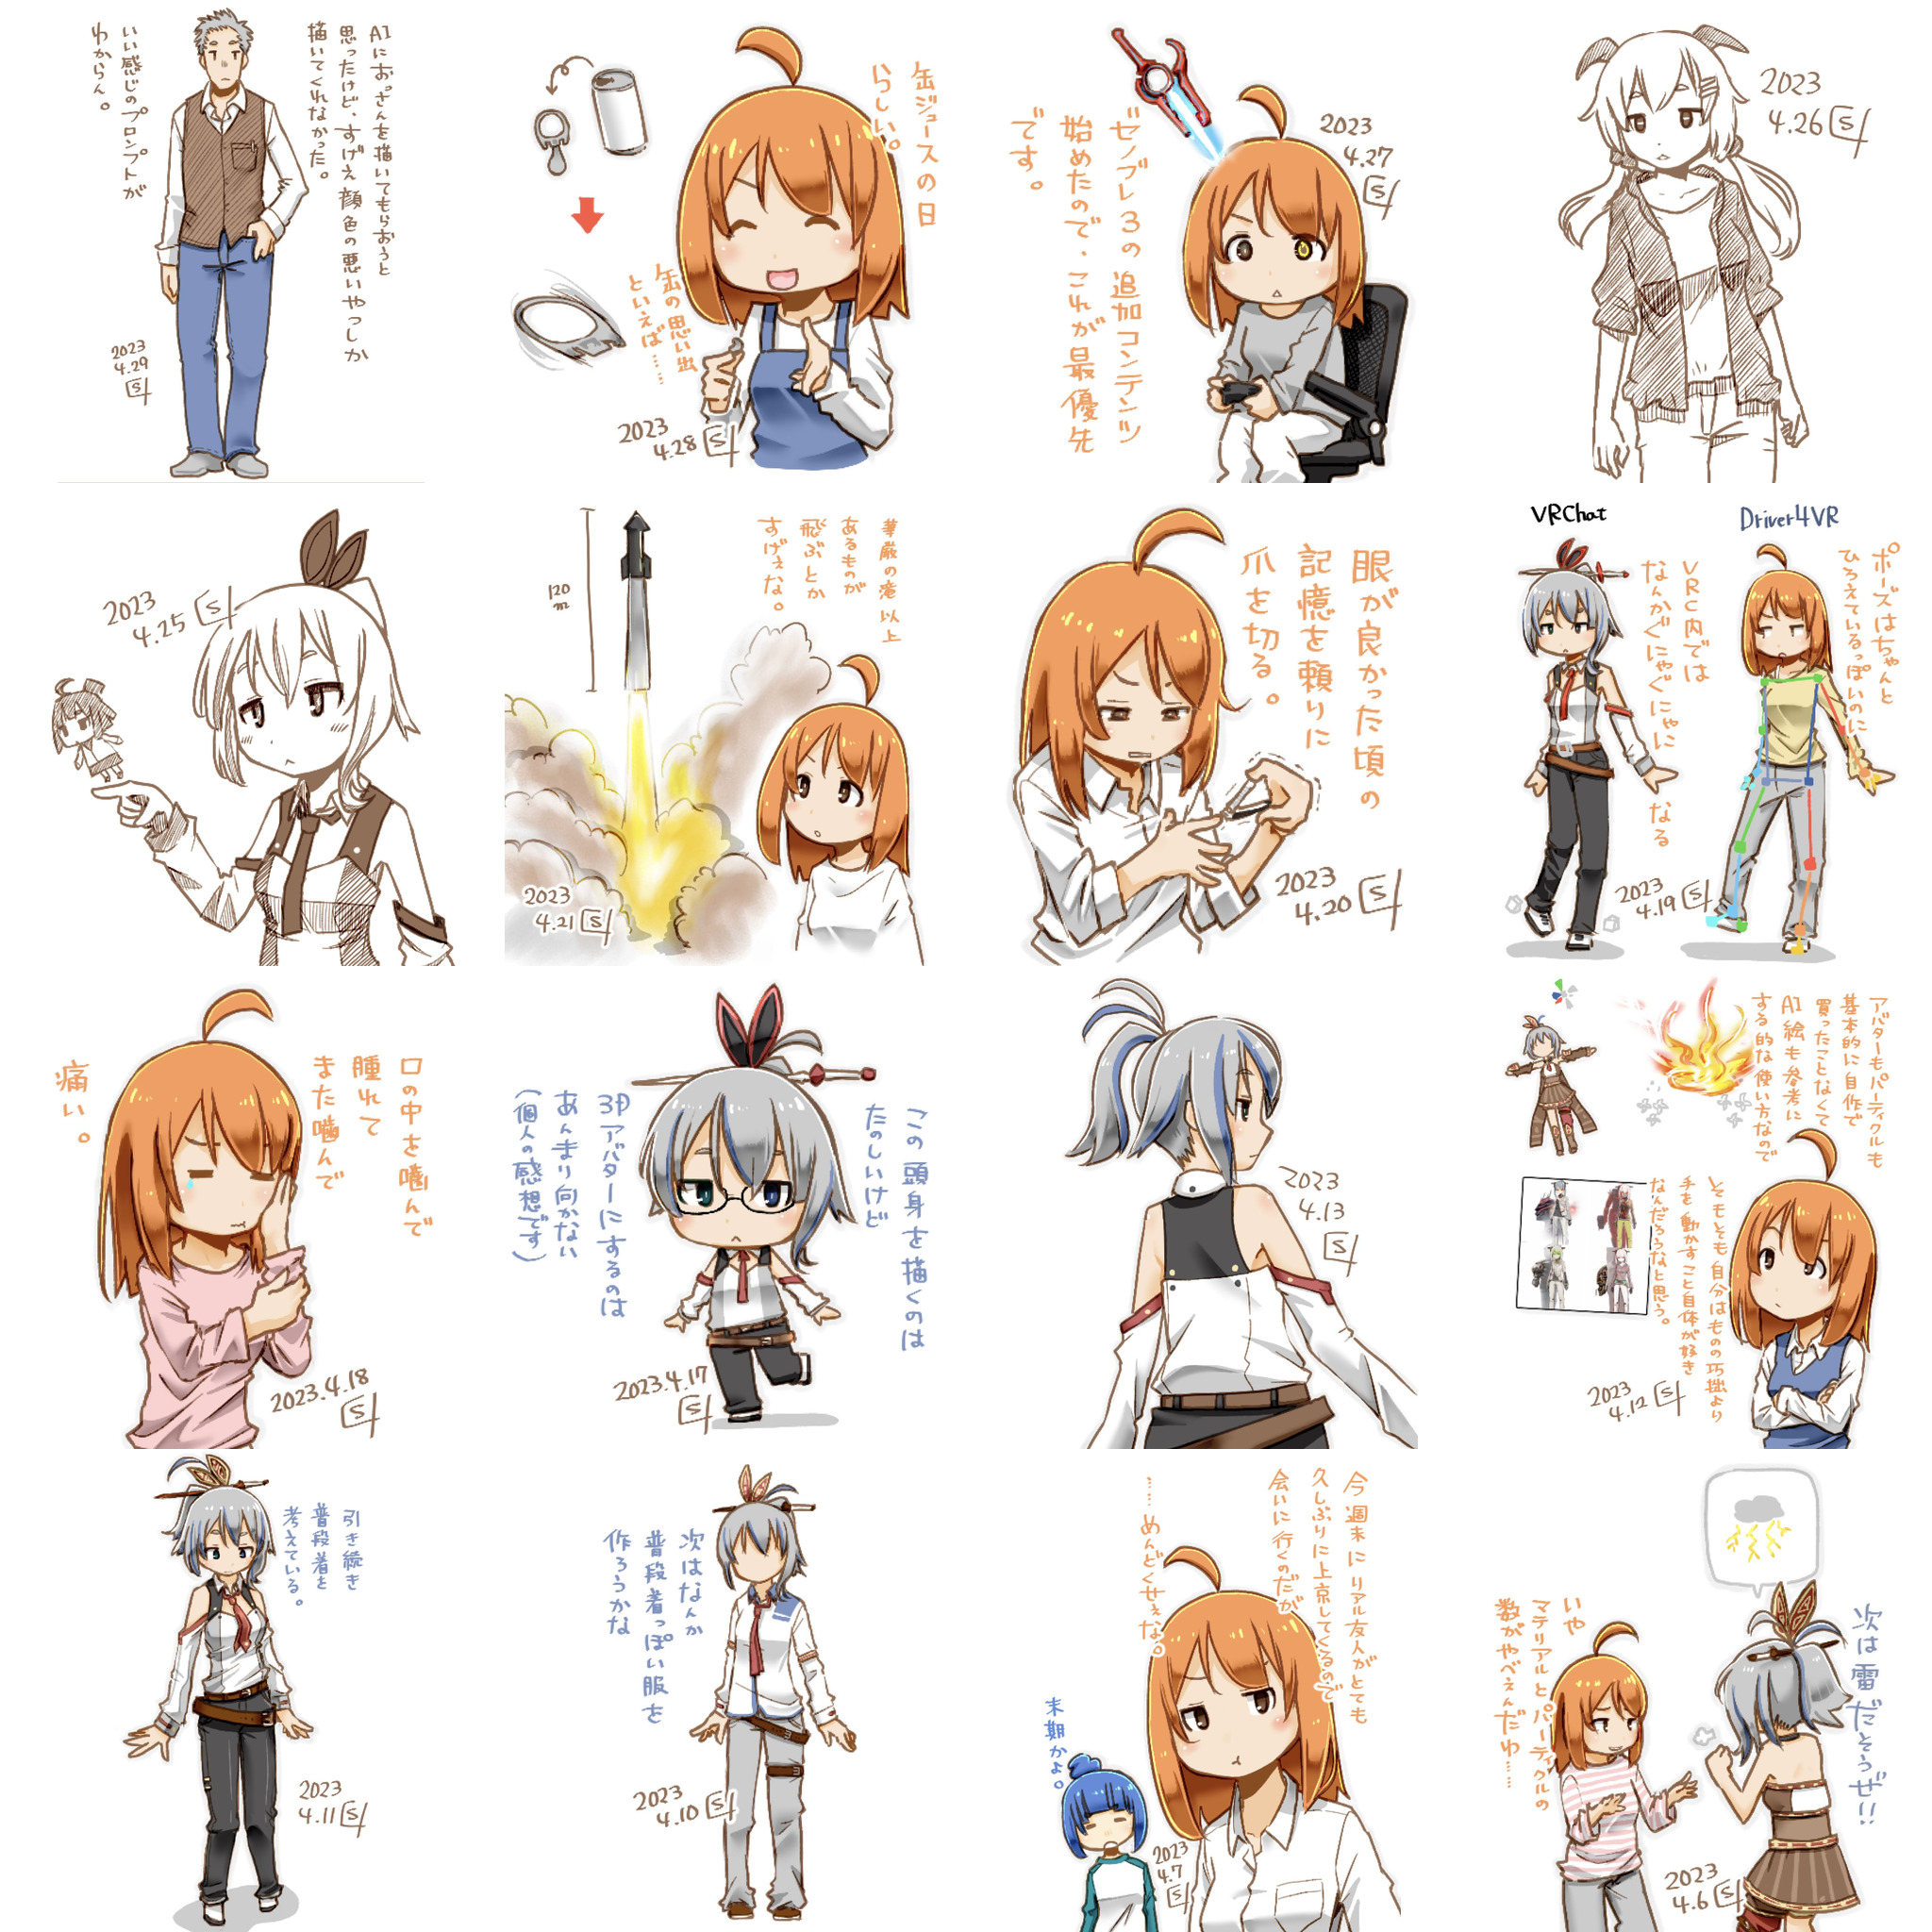 AIにおっさんを描いてもらおうと
思ったけど、すげえ顔色の悪いやつしか
描いてくれなかった。
いい感じのプロンプトが
わからん。
2023
4.29
S
缶ジュースの日
らしい。
缶の思い出
といえば……
2023
4.28 S
ゼノブレ3の追加コンテンツ
始めたので、これが最優先
です。
2023
4.27
S
2023
4.26 S
2023
4.25 S
120
m
華厳の滝以上
あるものが
飛ぶとか
すげぇな。
2023
4.21 S
眼が良かった頃の
記憶を頼りに
爪を切る。
2023
4.20 S
VRChat
Driver4VR
ポーズはちゃんと
ひろえているっぽいのに
VRC内では
なんかぐにゃぐにゃに
なる
2023
4.19 S
口の中を噛んで
腫れて
また噛んで
痛い。
2023.4.18
S
この頭身を描くのは
たのしいけど
3Dアバターにするのは
あんまり向かない
(個人の感想です)
2023.4.17
S
2023
4.13
S
アバターもパーティクルも
基本的に自作で
買ったことなくて
AI絵も参考に
する的な使い方なので
そもそも自分はものの巧拙より
手を動かすこと自体が好き
なんだろうなと思う。
2023
4.12 S
引き続き
普段着を
考えている。
2023
4.11 S
次はなんか
普段着っぽい服を
作ろうかな
2023
4.10 S
今週末にリアル友人がとても
久しぶりに上京してくるので
会いに行くのだが
……めんどくせぇな。
末期かよ。
2023
4.7
S
次は雷だそうぜ!!
いや
マテリアルとパーティクルの
数がやべえんだわ……
2023
4.6 S